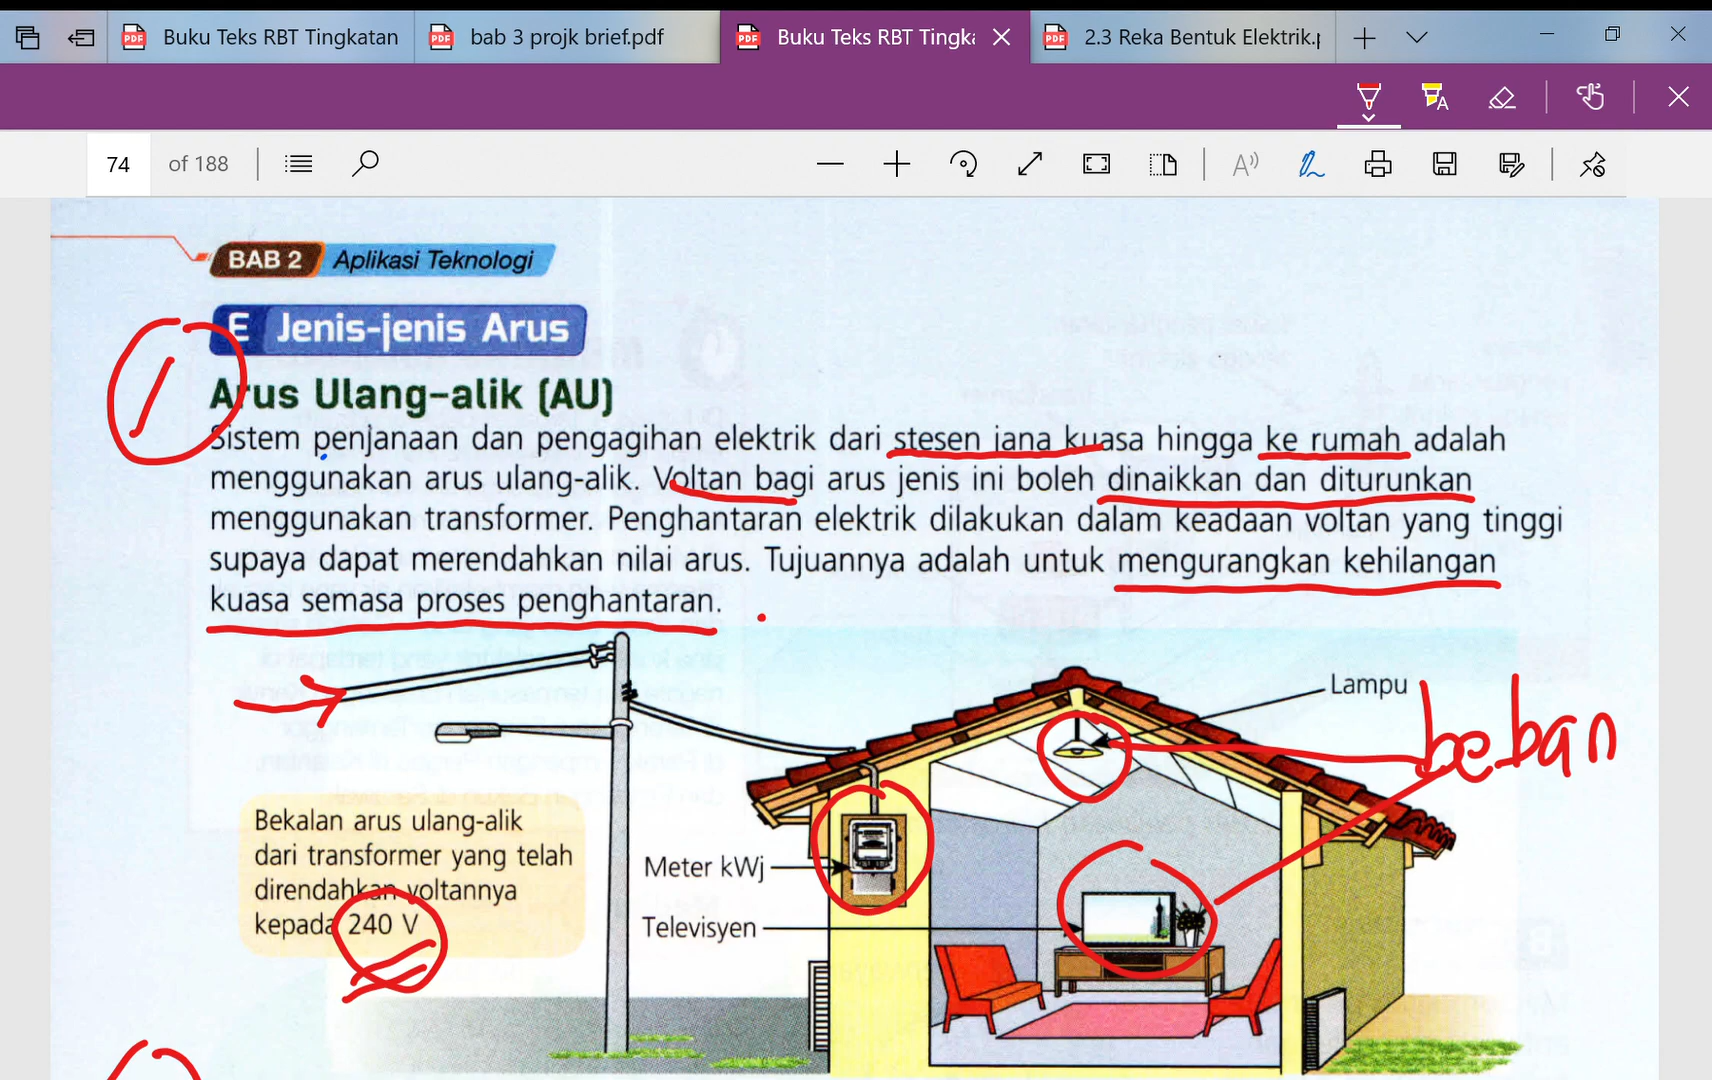 Buku Teks RBT Tingkatan
bab 3 projk brief.pdf
Buku Teks RBT Tingka
2.3 Reka Bentuk Elektrik.p
74 of 188
BAB 2 Aplikasi Teknologi
E Jenis-jenis Arus
1
Arus Ulang-alik (AU)
Sistem penjanaan dan pengagihan elektrik dari stesen jana kuasa hingga ke rumah adalah
menggunakan arus ulang-alik. Voltan bagi arus jenis ini boleh dinaikkan dan diturunkan
menggunakan transformer. Penghantaran elektrik dilakukan dalam keadaan voltan yang tinggi
supaya dapat merendahkan nilai arus. Tujuannya adalah untuk mengurangkan kehilangan
kuasa semasa proses penghantaran.
Lampu
beban
Bekalan arus ulang-alik
dari transformer yang telah
direndahkan voltannya
kepada 240 V
Meter kWj
Televisyen